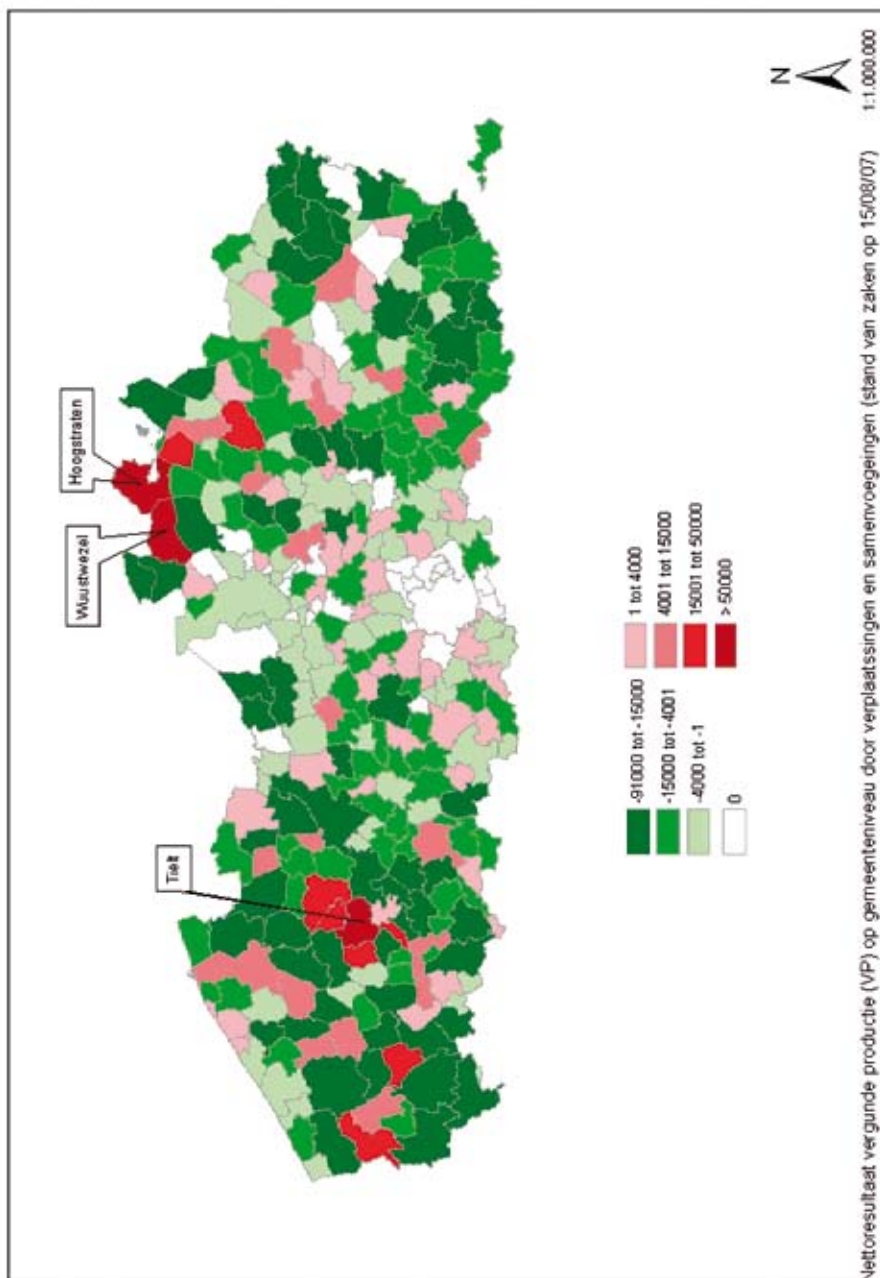 Hoogstraten
Wuustwezel
Tielt
N
-91000 tot -15000
-15000 tot -4001
-4000 tot -1
0
1 tot 4000
4001 tot 15000
15001 tot 50000
> 50000
1:1.000.000
Nettoresultaat vergunde productie (VP) op gemeenteniveau door verplaatssingen en samenvoegeingen (stand van zaken op 15/08/07)